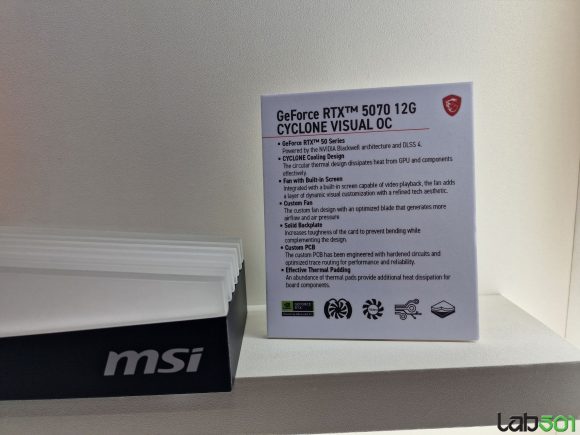 GeForce RTX™ 5070 12G
CYCLONE VISUAL OC
• GeForce RTX™ 50 Series
Powered by the NVIDIA Blackwell architecture and DLSS 4.
• CYCLONE Cooling Design
The circular thermal design dissipates heat from GPU and components
effectively.
• Fan with Built-in Screen
Integrated with a built-in screen capable of video playback, the fan adds
a layer of dynamic visual customization with a refined tech aesthetic.
• Custom Fan
The custom fan design with an optimized blade that generates more
airflow and air pressure.
• Solid Backplate
Increases toughness of the card to prevent bending while
complementing the design.
• Custom PCB
The custom PCB has been engineered with hardened circuits and
optimized trace routing for performance and reliability.
• Effective Thermal Padding
An abundance of thermal pads provide additional heat dissipation for
board components.
GEFORCE
RTX
msi
Lab501